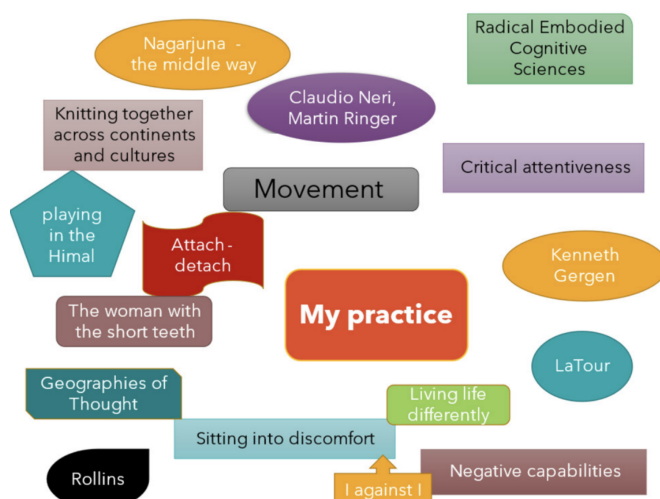 Nagarjuna -
the middle way
Radical Embodied
Cognitive
Sciences
Claudio Neri,
Martin Ringer
Knitting together
across continents
and cultures
Critical attentiveness
Movement
playing
in the
Himal
Attach-
detach
Kenneth
Gergen
My practice
The woman with
the short teeth
LaTour
Geographies of
Thought
Living life
differently
Sitting into discomfort
Rollins
I against I
Negative capabilities